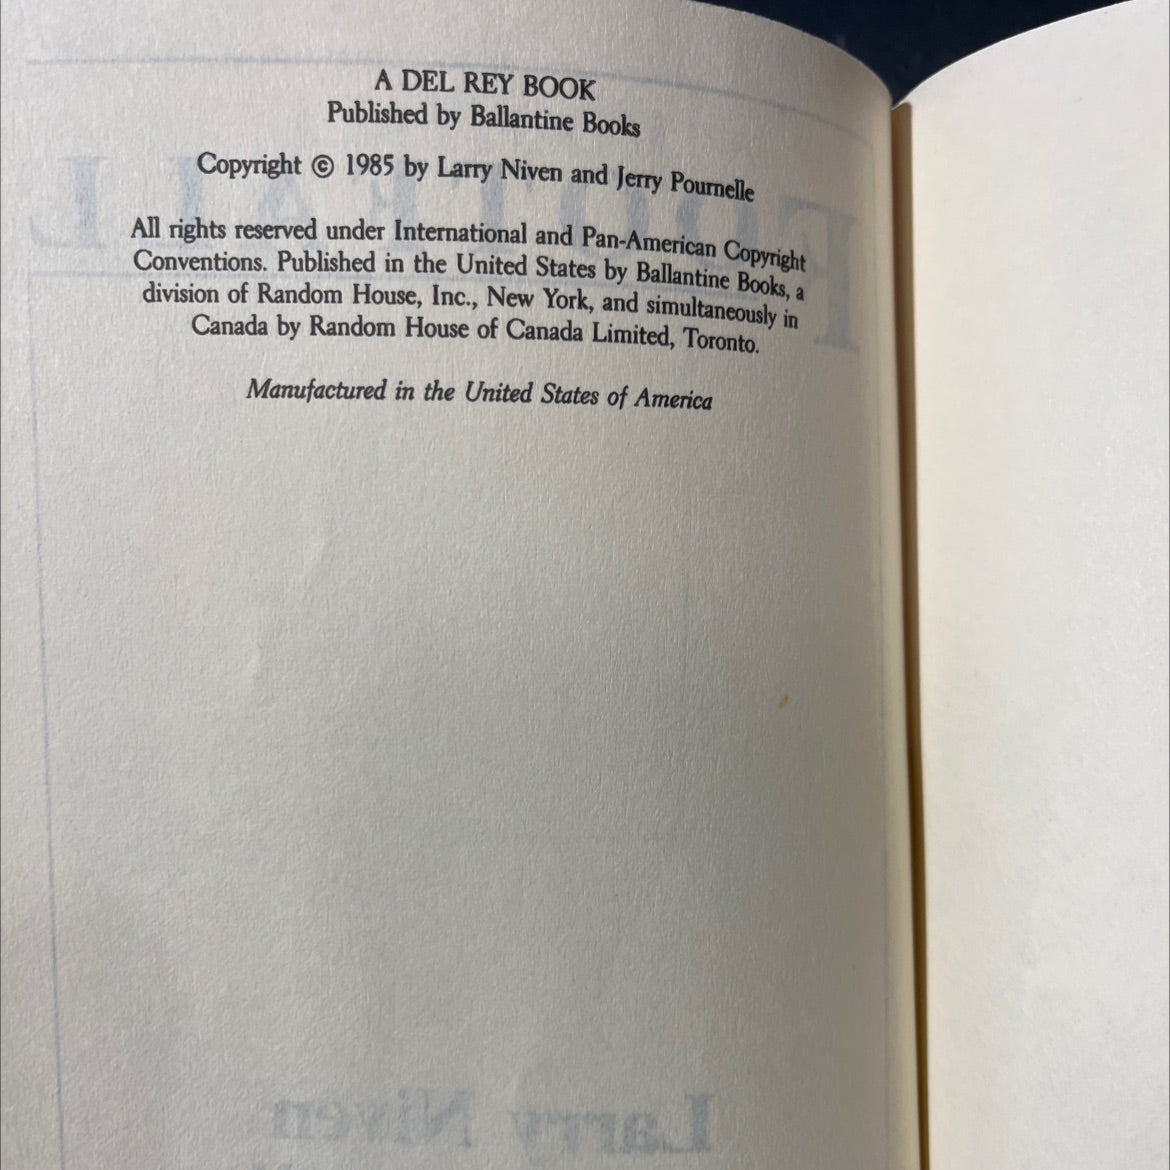 A DEL REY BOOK
Published by Ballantine Books
Copyright © 1985 by Larry Niven and Jerry Pournelle
All rights reserved under International and Pan-American Copyright
Conventions. Published in the United States by Ballantine Books, a
division of Random House, Inc., New York, and simultaneously in
Canada by Random House of Canada Limited, Toronto.
Manufactured in the United States of America
Larry Niven